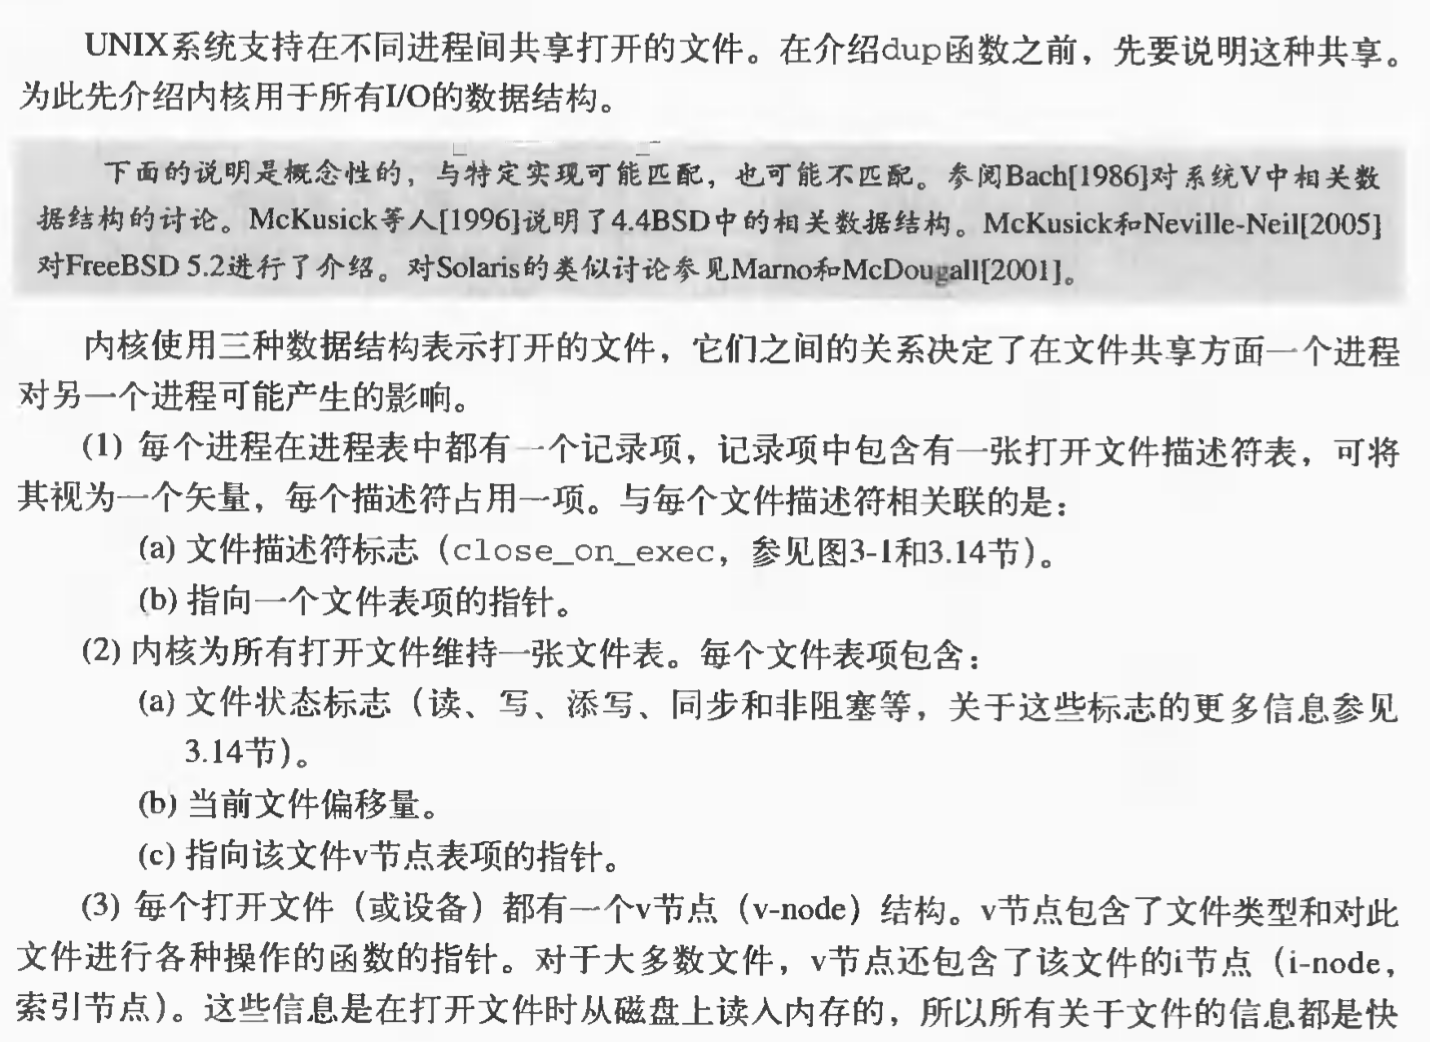 UNIX系统支持在不同进程间共享打开的文件。在介绍dup函数之前，先要说明这种共享。
为此先介绍内核用于所有I/O的数据结构。
下面的说明是概念性的，与特定实现可能匹配，也可能不匹配。参阅Bach[1986]对系统V中相关数
据结构的讨论。McKusick等人[1996]说明了4.4BSD中的相关数据结构。McKusick和Neville-Neil[2005]
对FreeBSD 5.2进行了介绍。对Solaris的类似讨论参见Marno和McDougall[2001]。
内核使用三种数据结构表示打开的文件，它们之间的关系决定了在文件共享方面一个进程
对另一个进程可能产生的影响。
(1) 每个进程在进程表中都有一个记录项，记录项中包含有一张打开文件描述符表，可将
其视为一个矢量，每个描述符占用一项。与每个文件描述符相关联的是：
(a) 文件描述符标志（close_on_exec，参见图3-1和3.14节）。
(b) 指向一个文件表项的指针。
(2) 内核为所有打开文件维持一张文件表。每个文件表项包含：
(a) 文件状态标志（读、写、添写、同步和非阻塞等，关于这些标志的更多信息参见
3.14节）。
(b) 当前文件偏移量。
(c) 指向该文件v节点表项的指针。
(3) 每个打开文件（或设备）都有一个v节点（v-node）结构。v节点包含了文件类型和对此
文件进行各种操作的函数的指针。对于大多数文件，v节点还包含了该文件的i节点（i-node，
索引节点）。这些信息是在打开文件时从磁盘上读入内存的，所以所有关于文件的信息都是快